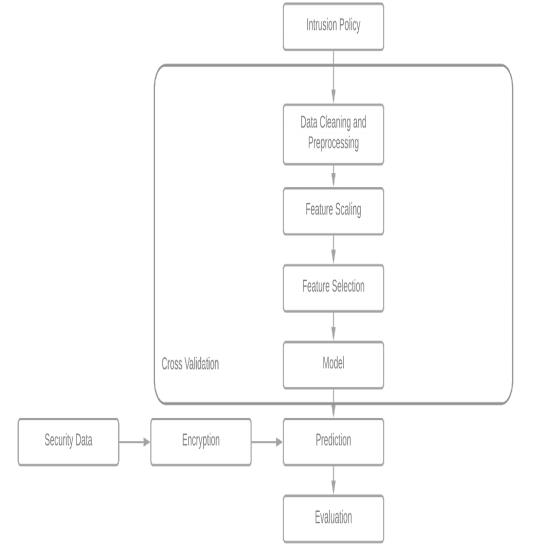 Intrusion Policy
Data Cleaning and
Preprocessing
Feature Scaling
Feature Selection
Model
Cross Validation
Security Data
Encryption
Prediction
Evaluation